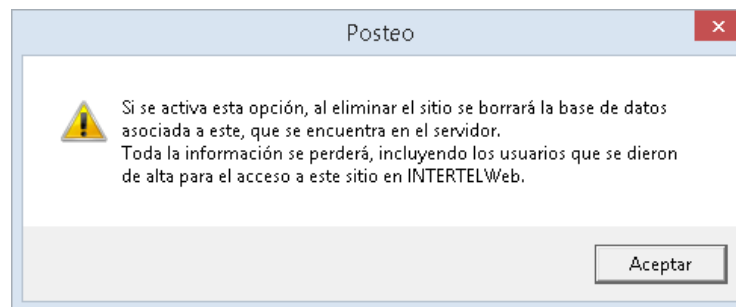 Posteo
Si se activa esta opción, al eliminar el sitio se borrará la base de datos
asociada a este, que se encuentra en el servidor.
Toda la información se perderá, incluyendo los usuarios que se dieron
de alta para el acceso a este sitio en INTERTELWeb.
Aceptar